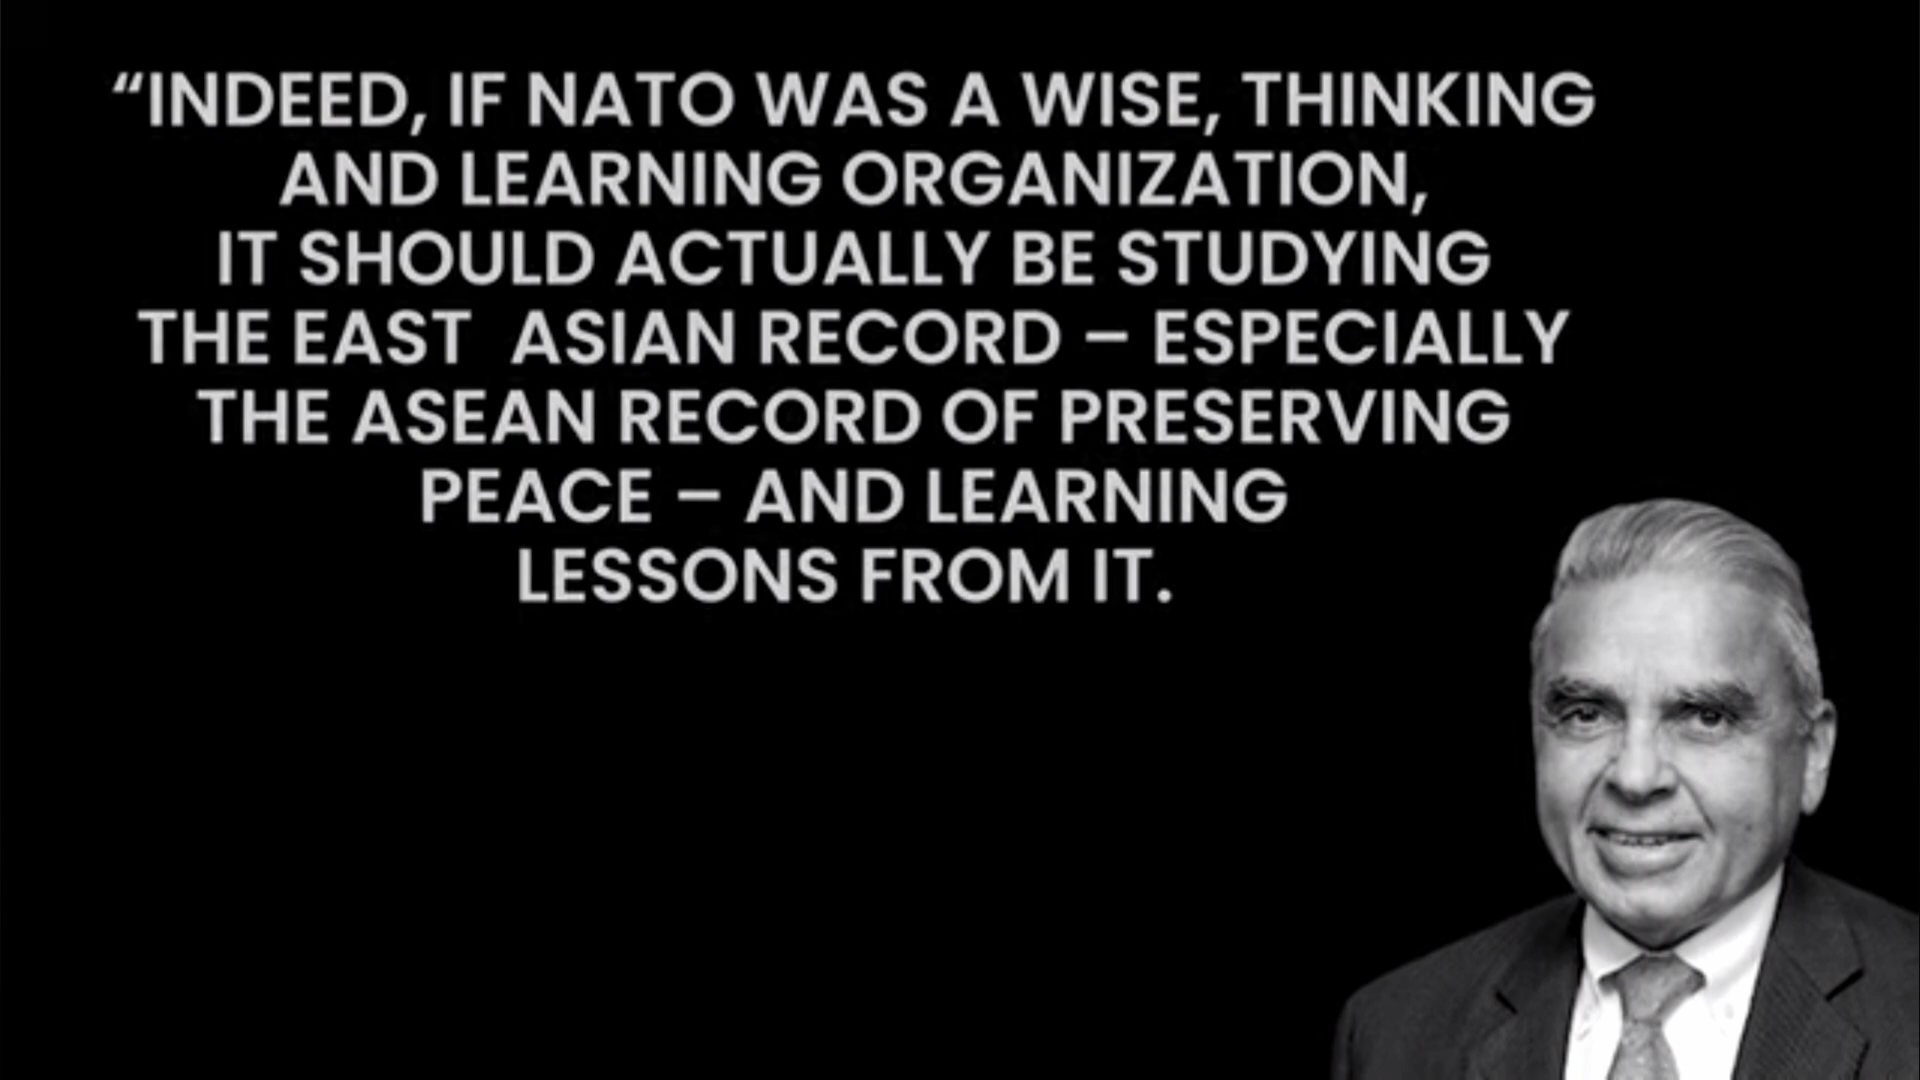 “INDEED, IF NATO WAS A WISE, THINKING
AND LEARNING ORGANIZATION,
IT SHOULD ACTUALLY BE STUDYING
THE EAST  ASIAN RECORD – ESPECIALLY
THE ASEAN RECORD OF PRESERVING
PEACE – AND LEARNING
LESSONS FROM IT.